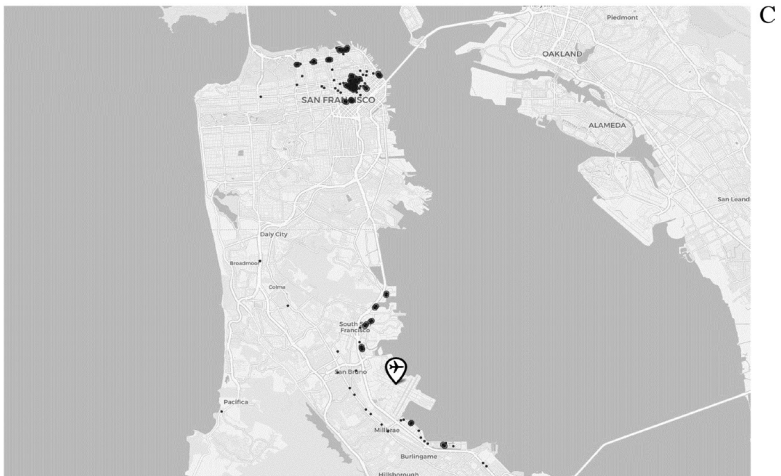 C
Piedmont
OAKLAND
SAN FRANCISCO
ALAMEDA
San Leand
Daly City
Broadmoor
Colma
South San
Francisco
San Bruno
Pacifica
Millbrae
Burlingame
Hillsborough